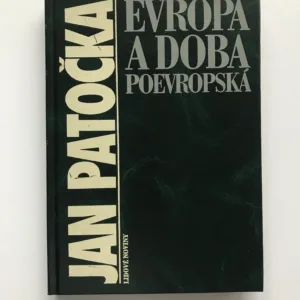 JAN PATOČKA
EVROPA
A DOBA
POEVROPSKÁ
LIDOVÉ NOVINY